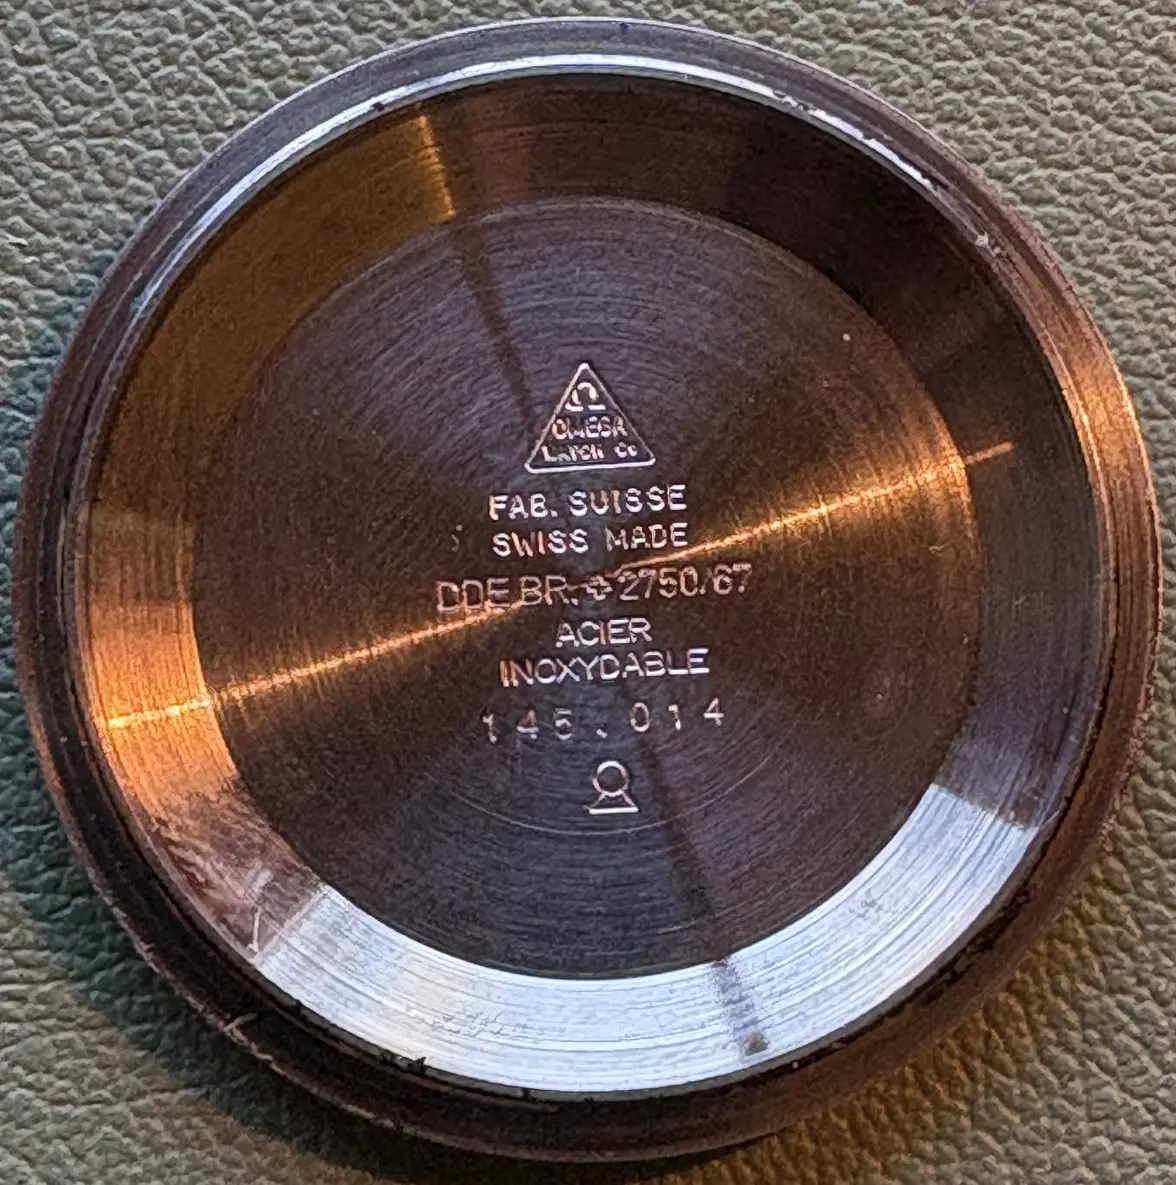 Ω
OMEGA
WATCH Co
FAB. SUISSE
SWISS MADE
DDE BR. ✚ 2750/67
ACIER
INOXYDABLE
145.014